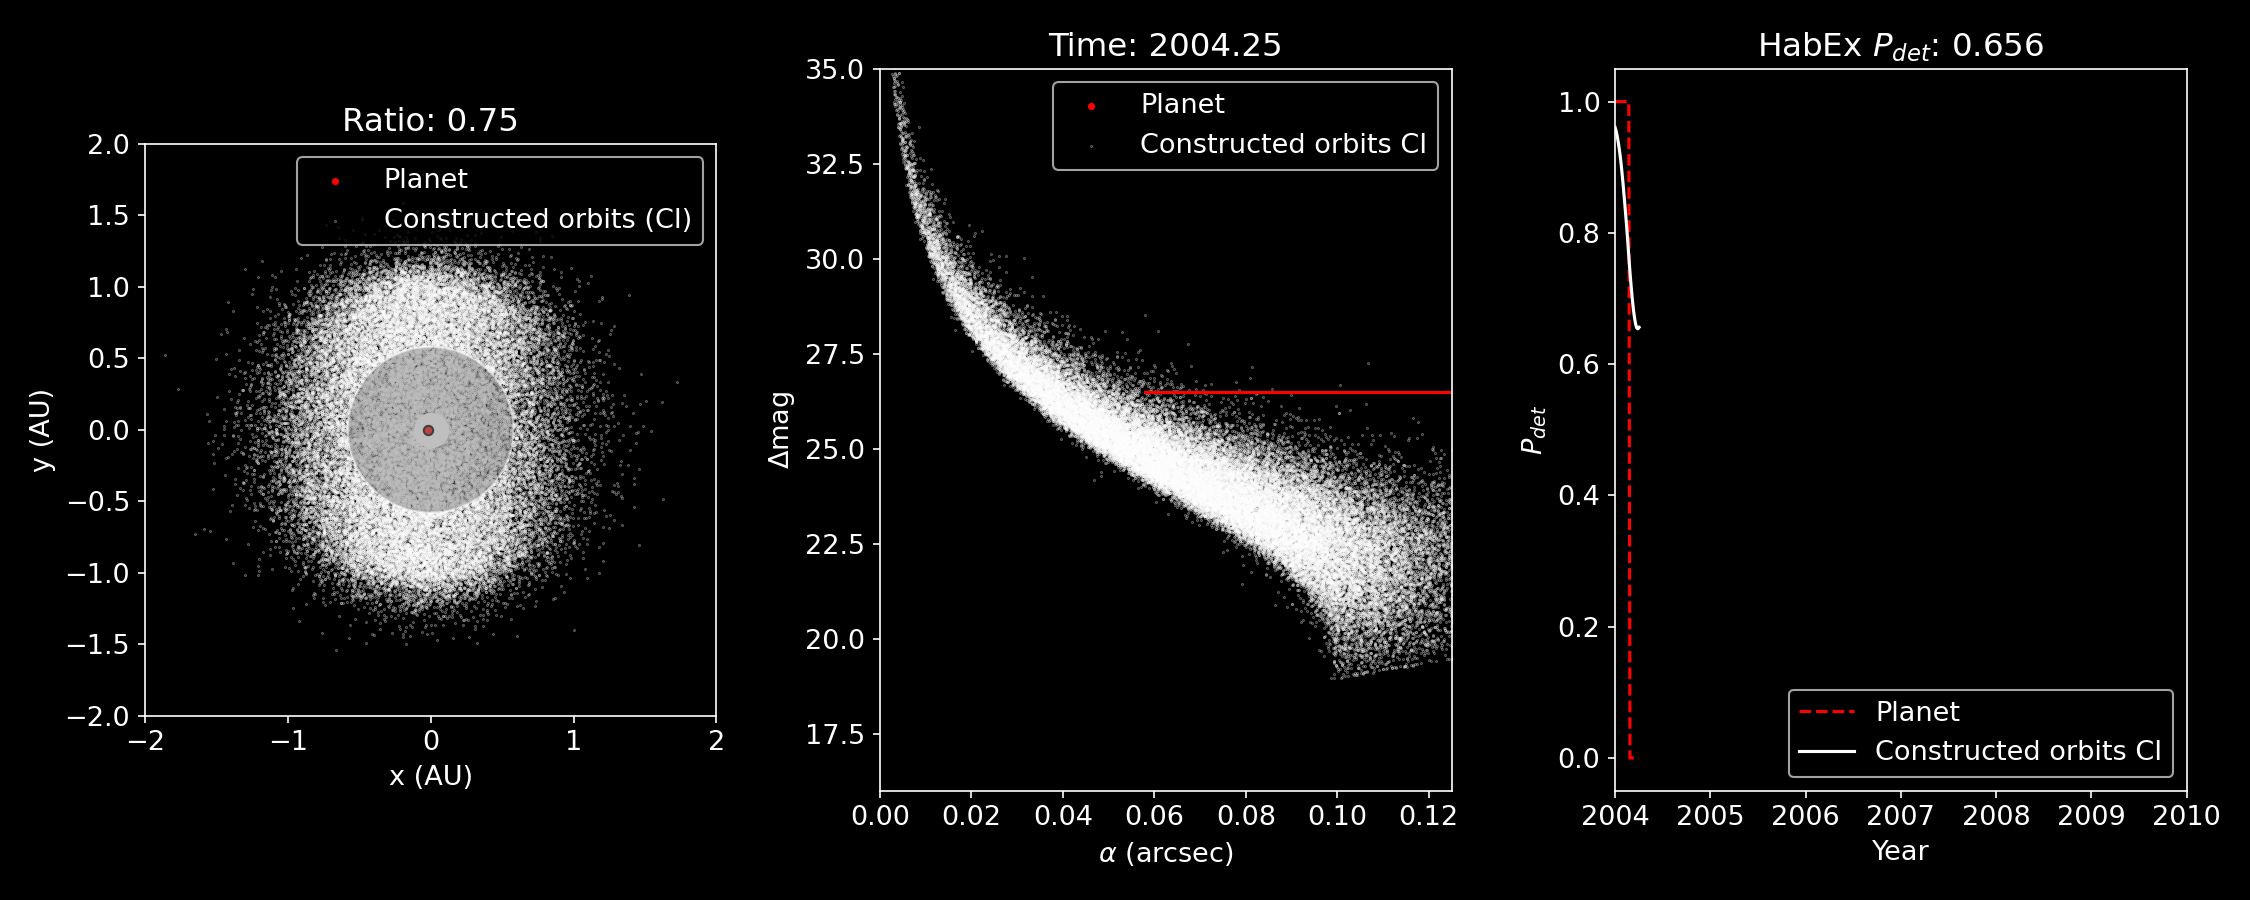 Ratio: 0.75
Planet
Constructed orbits (CI)
2.0
1.5
1.0
0.5
0.0
−0.5
−1.0
−1.5
−2.0
y (AU)
−2
−1
0
1
2
x (AU)
Time: 2004.25
Planet
Constructed orbits CI
35.0
32.5
30.0
27.5
25.0
22.5
20.0
17.5
Δmag
0.00
0.02
0.04
0.06
0.08
0.10
0.12
α (arcsec)
HabEx P_det: 0.656
1.0
0.8
0.6
0.4
0.2
0.0
P_det
Planet
Constructed orbits CI
2004
2005
2006
2007
2008
2009
2010
Year